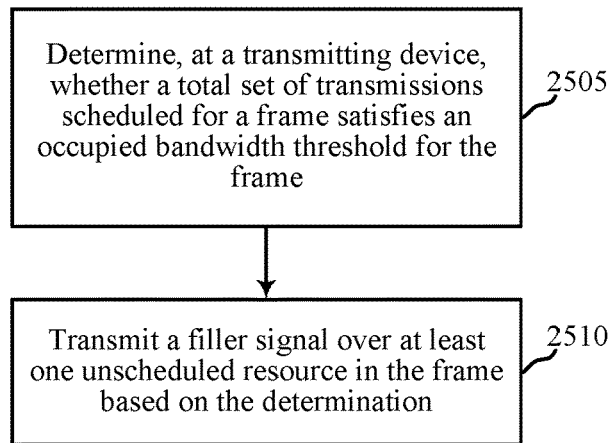 Determine, at a transmitting device,
whether a total set of transmissions
scheduled for a frame satisfies an
occupied bandwidth threshold for the
frame
2505
Transmit a filler signal over at least
one unscheduled resource in the frame
based on the determination
2510